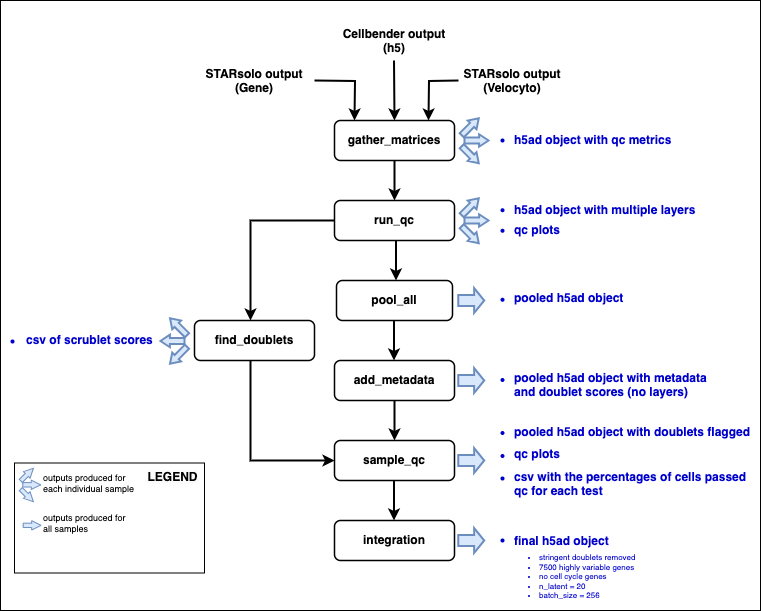 Cellbender output
(h5)
STARsolo output
(Gene)
STARsolo output
(Velocyto)
gather_matrices
• h5ad object with qc metrics
run_qc
• h5ad object with multiple layers
• qc plots
pool_all
• pooled h5ad object
• csv of scrublet scores
find_doublets
add_metadata
• pooled h5ad object with metadata
and doublet scores (no layers)
sample_qc
• pooled h5ad object with doublets flagged
• qc plots
• csv with the percentages of cells passed
qc for each test
integration
• final h5ad object
• stringent doublets removed
• 7500 highly variable genes
• no cell cycle genes
• n_latent = 20
• batch_size = 256
LEGEND
outputs produced for
each individual sample
outputs produced for
all samples